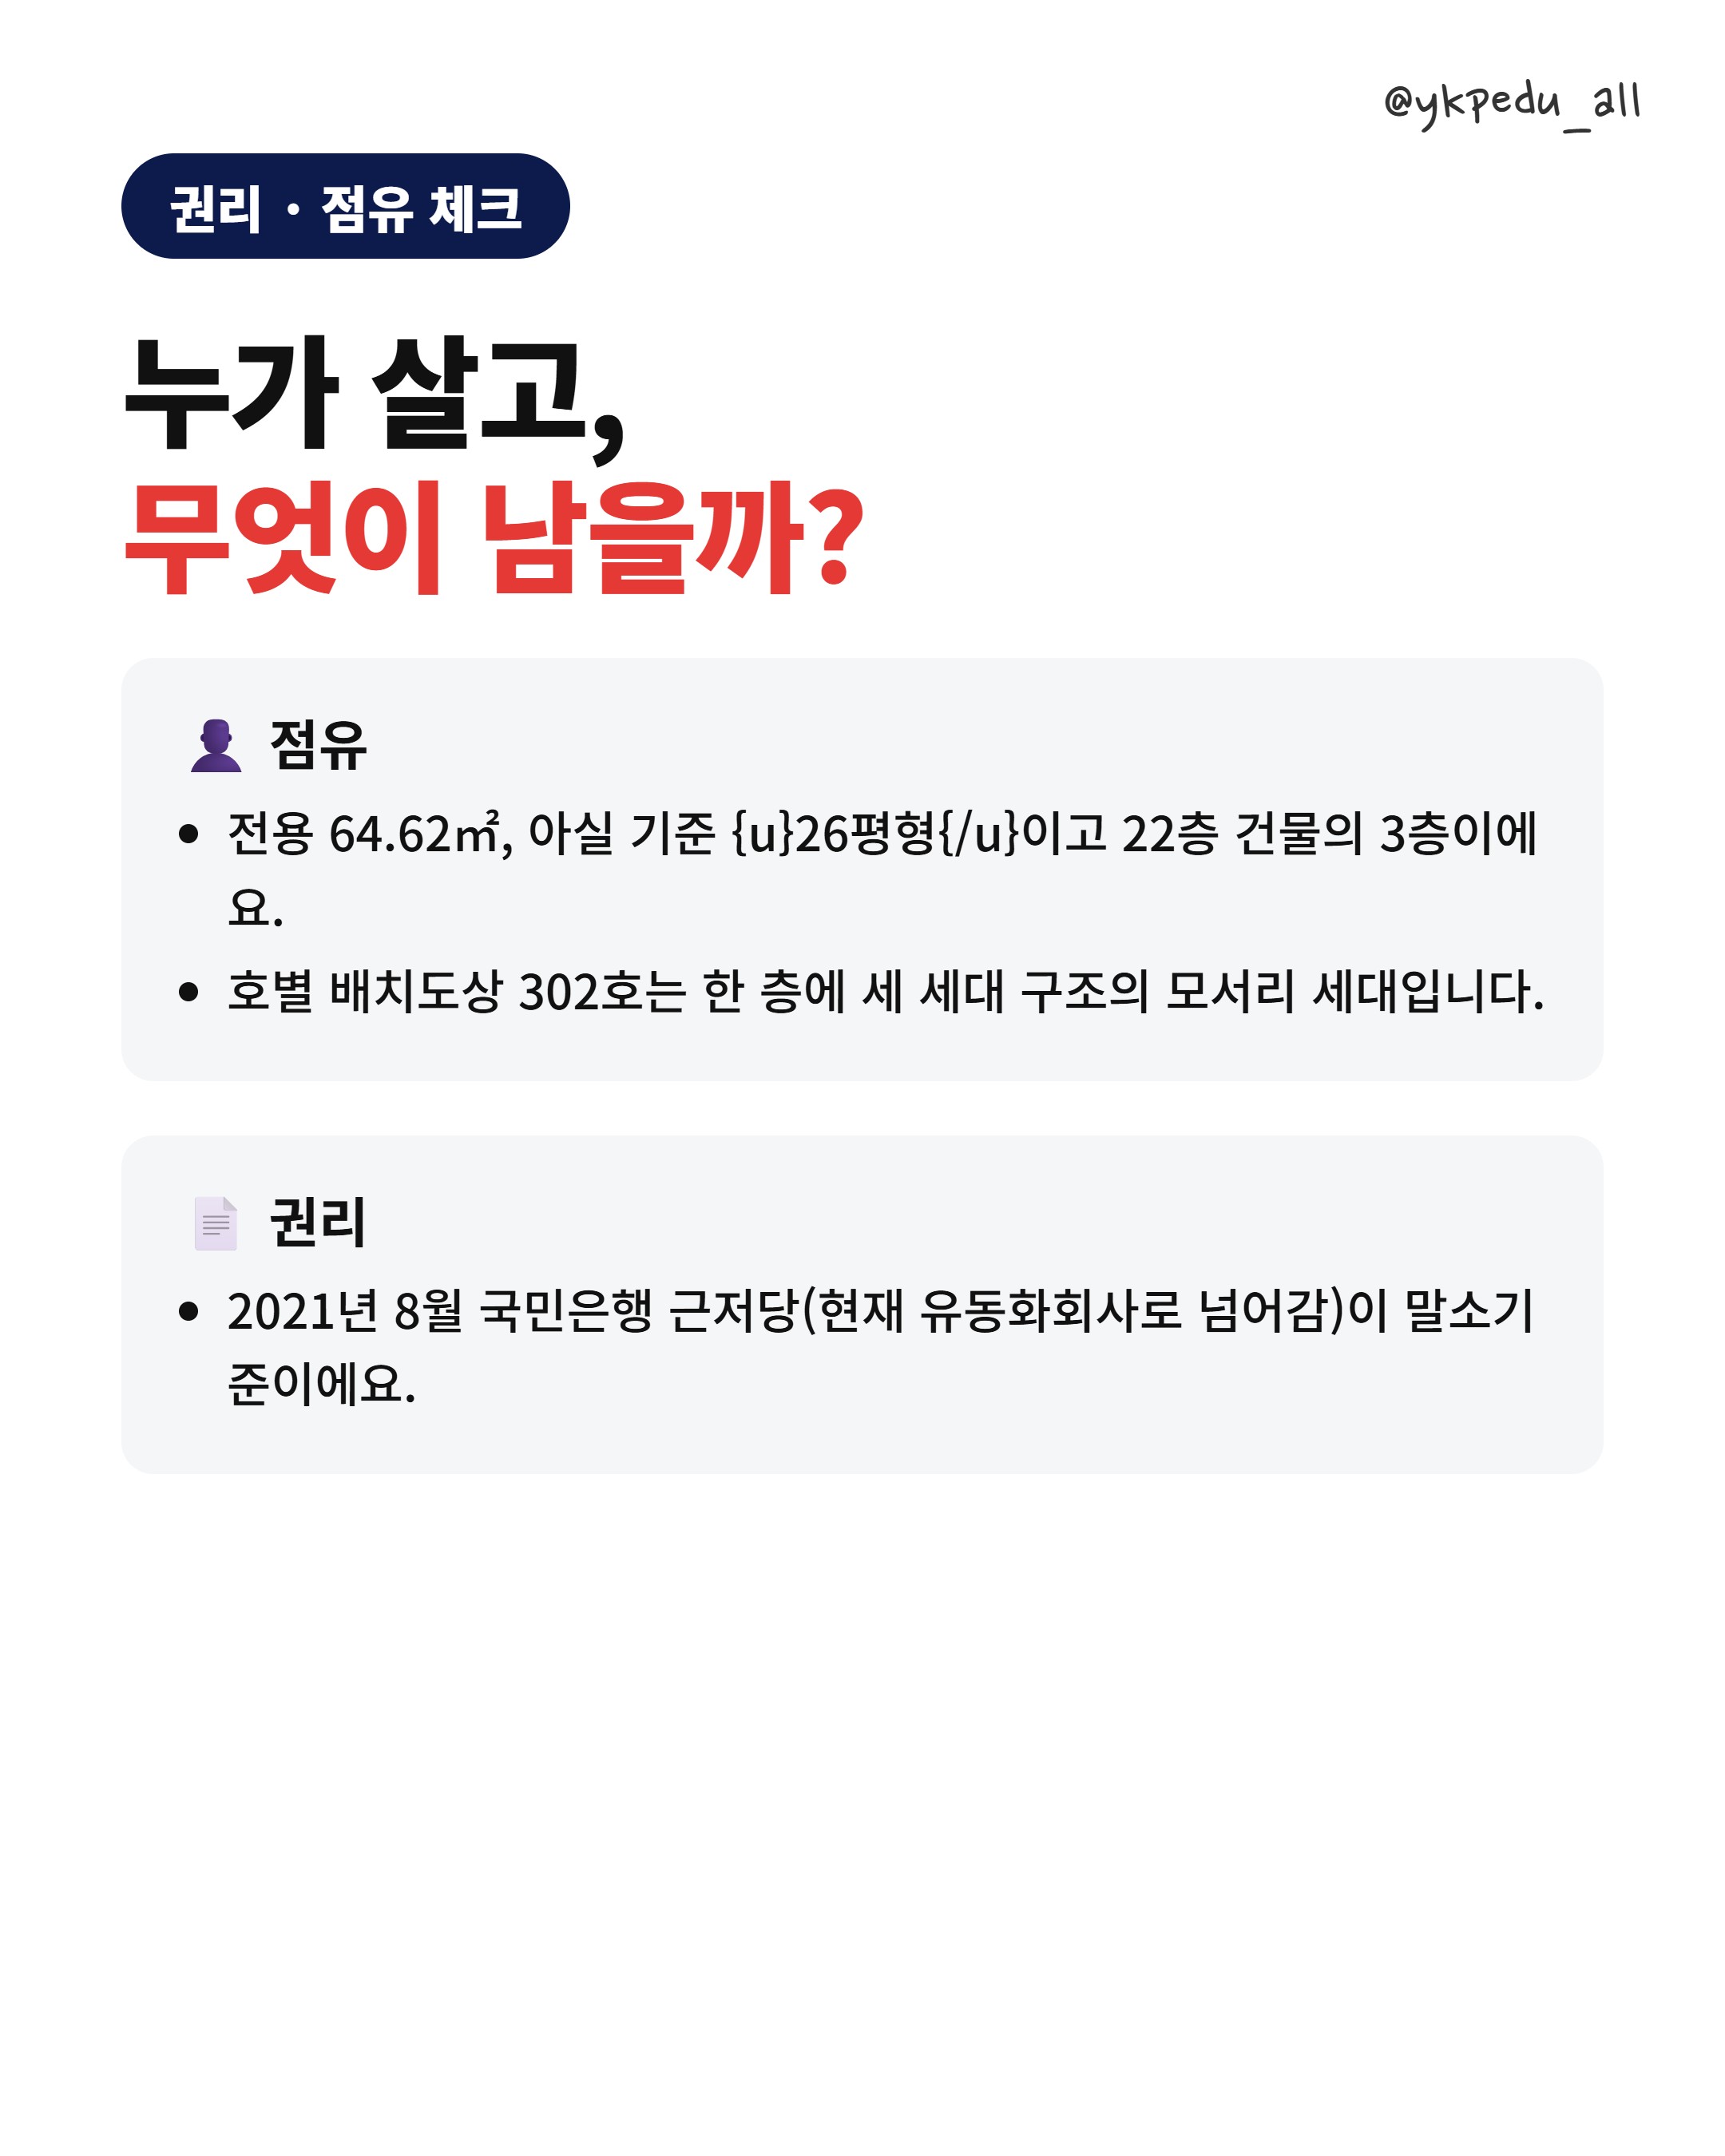 @ykpedu_all
권리 · 점유 체크
누가 살고,
무엇이 남을까?
점유
• 전용 64.62㎡, 아실 기준 {u}26평형{/u}이고 22층 건물의 3층이에
요.
• 호별 배치도상 302호는 한 층에 세 세대 구조의 모서리 세대입니다.
권리
• 2021년 8월 국민은행 근저당(현재 유동화회사로 넘어감)이 말소기
준이에요.